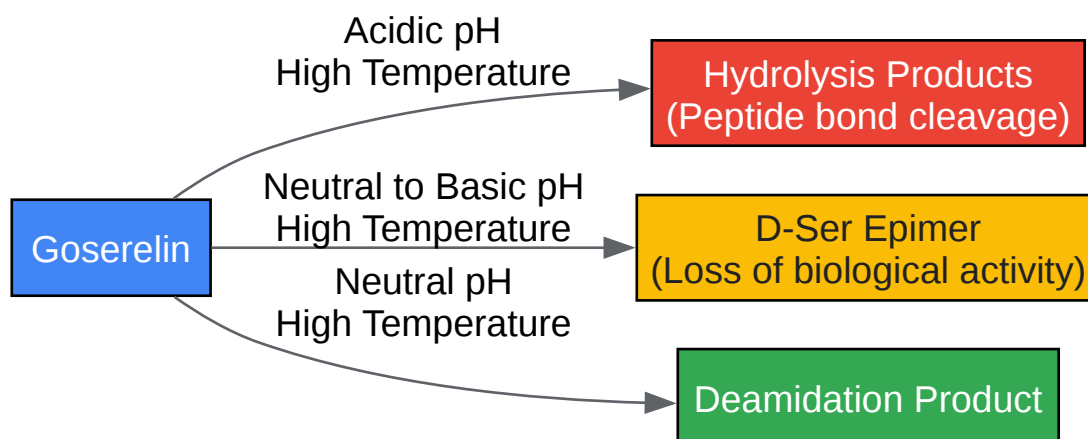 Acidic pH
High Temperature
Hydrolysis Products
(Peptide bond cleavage)
Goserelin
Neutral to Basic pH
High Temperature
D-Ser Epimer
(Loss of biological activity)
Neutral pH
High Temperature
Deamidation Product